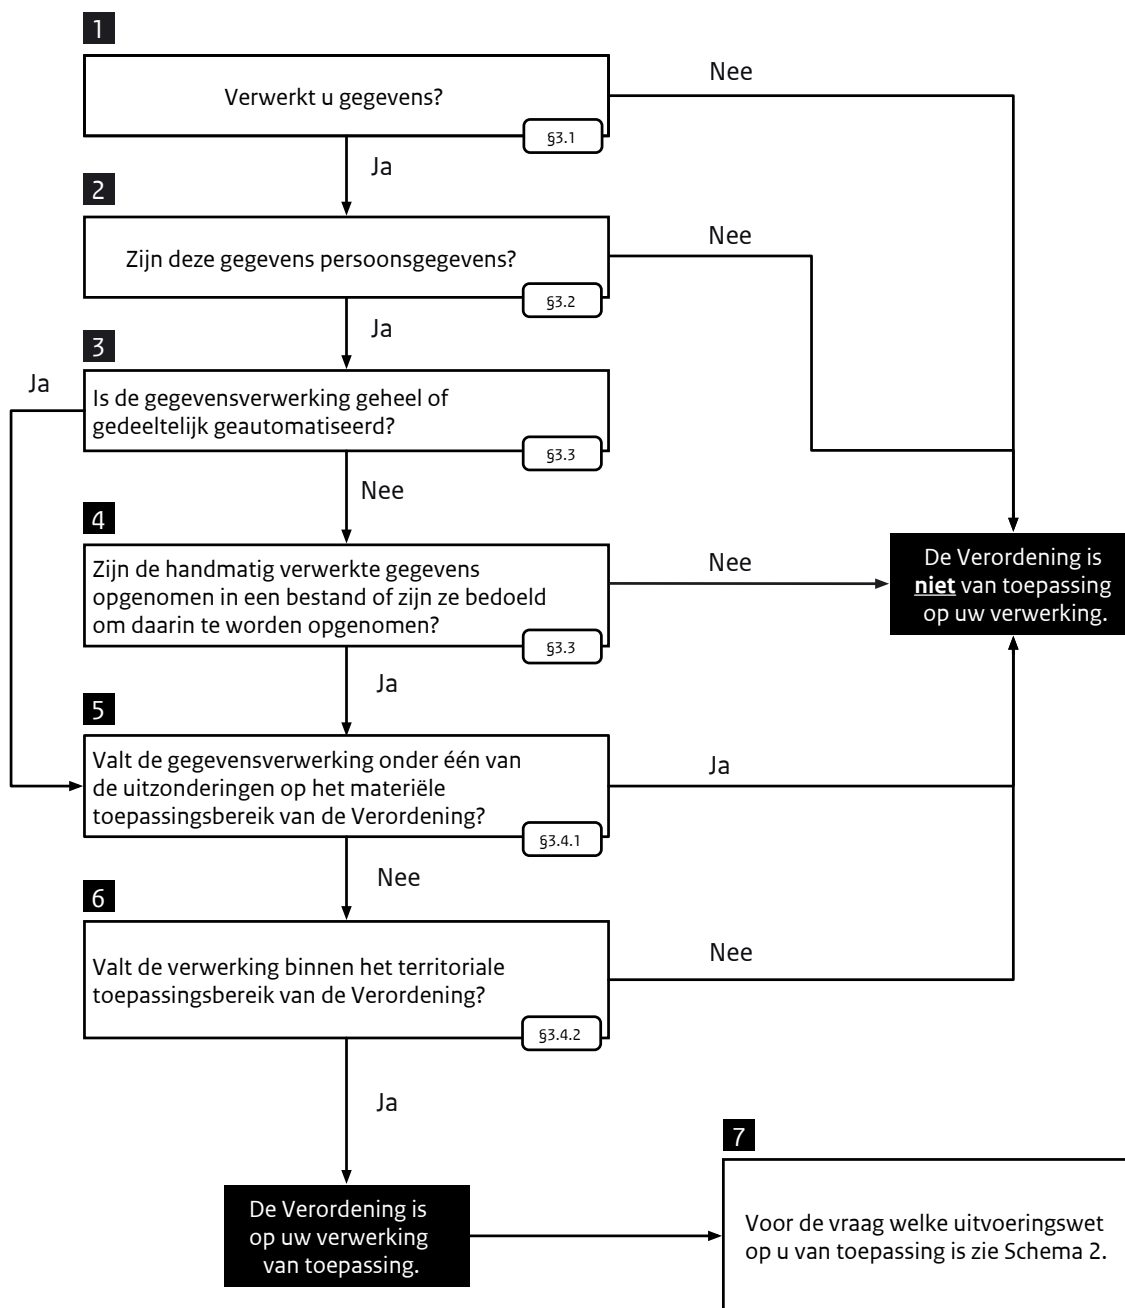 1
Verwerkt u gegevens?
Nee
§3.1
Ja
2
Zijn deze gegevens persoonsgegevens?
Nee
§3.2
Ja
3
Ja
Is de gegevensverwerking geheel of
gedeeltelijk geautomatiseerd?
§3.3
Nee
4
Zijn de handmatig verwerkte gegevens
opgenomen in een bestand of zijn ze bedoeld
om daarin te worden opgenomen?
§3.3
Nee
De Verordening is
niet van toepassing
op uw verwerking.
Ja
5
Valt de gegevensverwerking onder één van
de uitzonderingen op het materiële
toepassingsbereik van de Verordening?
§3.4.1
Ja
Nee
6
Valt de verwerking binnen het territoriale
toepassingsbereik van de Verordening?
§3.4.2
Nee
Ja
De Verordening is
op uw verwerking
van toepassing.
7
Voor de vraag welke uitvoeringswet
op u van toepassing is zie Schema 2.